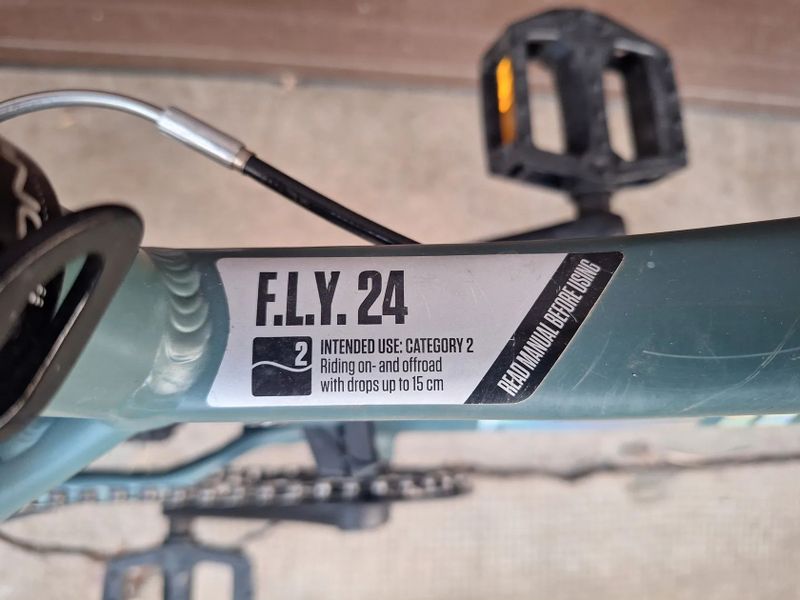 F.L.Y. 24
2
INTENDED USE: CATEGORY 2
Riding on- and offroad
with drops up to 15 cm
READ MANUAL BEFORE USING